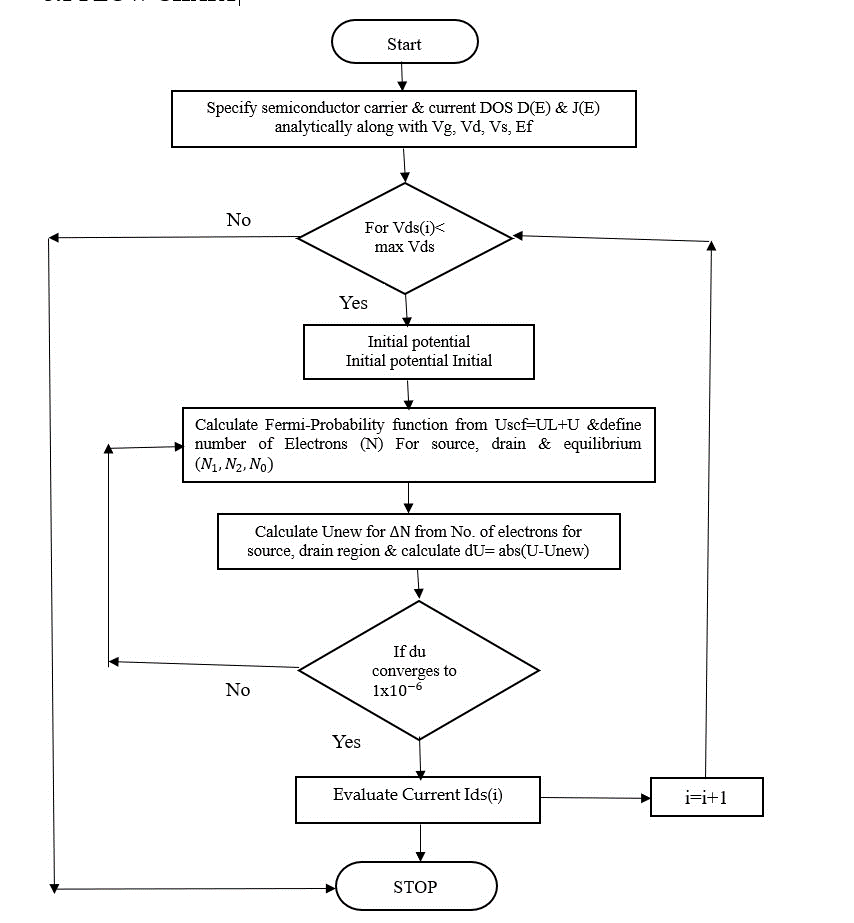 Start
Specify semiconductor carrier & current DOS D(E) & J(E)
analytically along with Vg, Vd, Vs, Ef
No
For Vds(i)<
max Vds
Yes
Initial potential
Initial potential Initial
Calculate Fermi-Probability function from Uscf=UL+U &define
number of Electrons (N) For source, drain & equilibrium
(N₁, N₂, N₀)
Calculate Unew for ΔN from No. of electrons for
source, drain region & calculate dU= abs(U-Unew)
If du
converges to
1x10⁻⁶
No
Yes
Evaluate Current Ids(i)
i=i+1
STOP